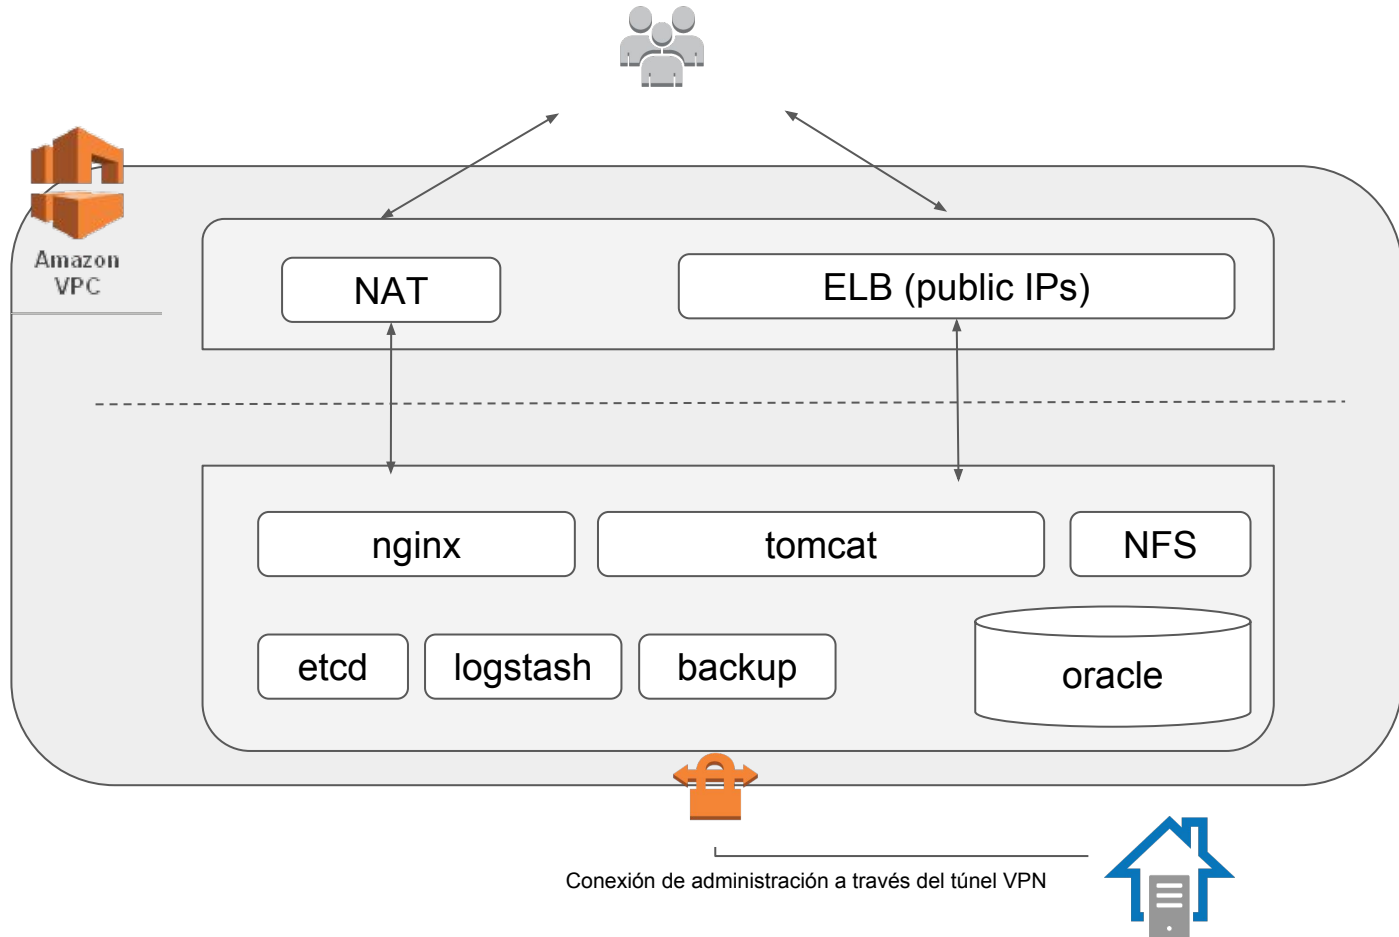 Amazon
VPC
NAT
ELB (public IPs)
nginx
tomcat
NFS
etcd
logstash
backup
oracle
Conexión de administración a través del túnel VPN